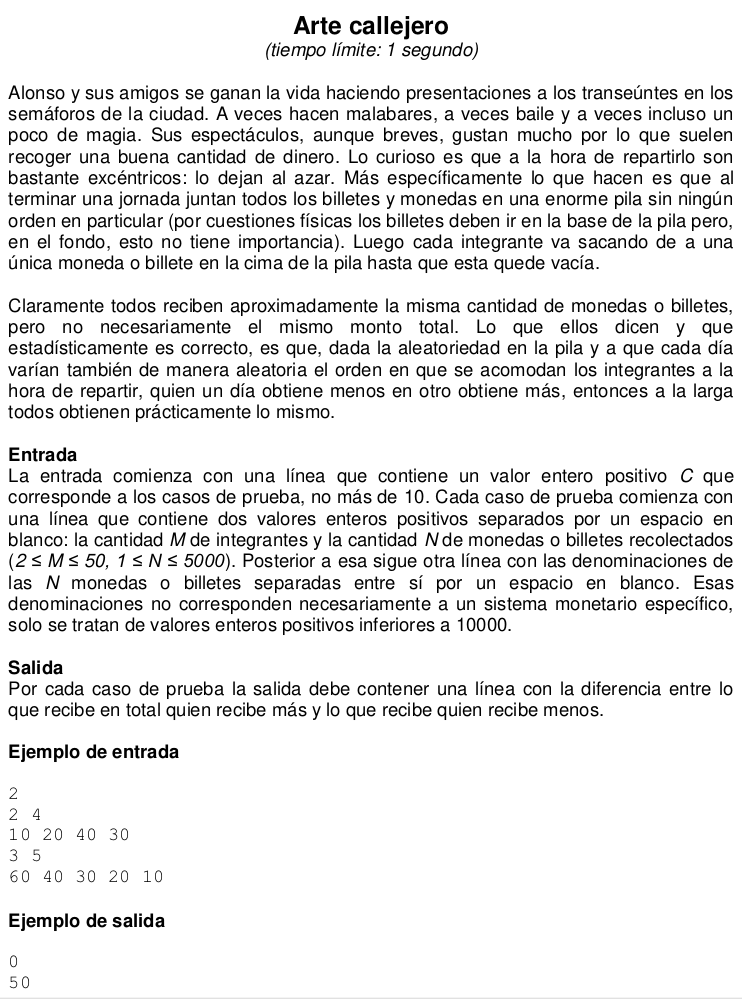 Arte callejero
(tiempo límite: 1 segundo)
Alonso y sus amigos se ganan la vida haciendo presentaciones a los transeúntes en los
semáforos de la ciudad. A veces hacen malabares, a veces baile y a veces incluso un
poco de magia. Sus espectáculos, aunque breves, gustan mucho por lo que suelen
recoger una buena cantidad de dinero. Lo curioso es que a la hora de repartirlo son
bastante excéntricos: lo dejan al azar. Más específicamente lo que hacen es que al
terminar una jornada juntan todos los billetes y monedas en una enorme pila sin ningún
orden en particular (por cuestiones físicas los billetes deben ir en la base de la pila pero,
en el fondo, esto no tiene importancia). Luego cada integrante va sacando de a una
única moneda o billete en la cima de la pila hasta que esta quede vacía.
Claramente todos reciben aproximadamente la misma cantidad de monedas o billetes,
pero no necesariamente el mismo monto total. Lo que ellos dicen y que
estadísticamente es correcto, es que, dada la aleatoriedad en la pila y a que cada día
varían también de manera aleatoria el orden en que se acomodan los integrantes a la
hora de repartir, quien un día obtiene menos en otro obtiene más, entonces a la larga
todos obtienen prácticamente lo mismo.
Entrada
La entrada comienza con una línea que contiene un valor entero positivo C que
corresponde a los casos de prueba, no más de 10. Cada caso de prueba comienza con
una línea que contiene dos valores enteros positivos separados por un espacio en
blanco: la cantidad M de integrantes y la cantidad N de monedas o billetes recolectados
(2 ≤ M ≤ 50, 1 ≤ N ≤ 5000). Posterior a esa sigue otra línea con las denominaciones de
las N monedas o billetes separadas entre sí por un espacio en blanco. Esas
denominaciones no corresponden necesariamente a un sistema monetario específico,
solo se tratan de valores enteros positivos inferiores a 10000.
Salida
Por cada caso de prueba la salida debe contener una línea con la diferencia entre lo
que recibe en total quien recibe más y lo que recibe quien recibe menos.
Ejemplo de entrada
2
2 4
10 20 40 30
3 5
60 40 30 20 10
Ejemplo de salida
0
50